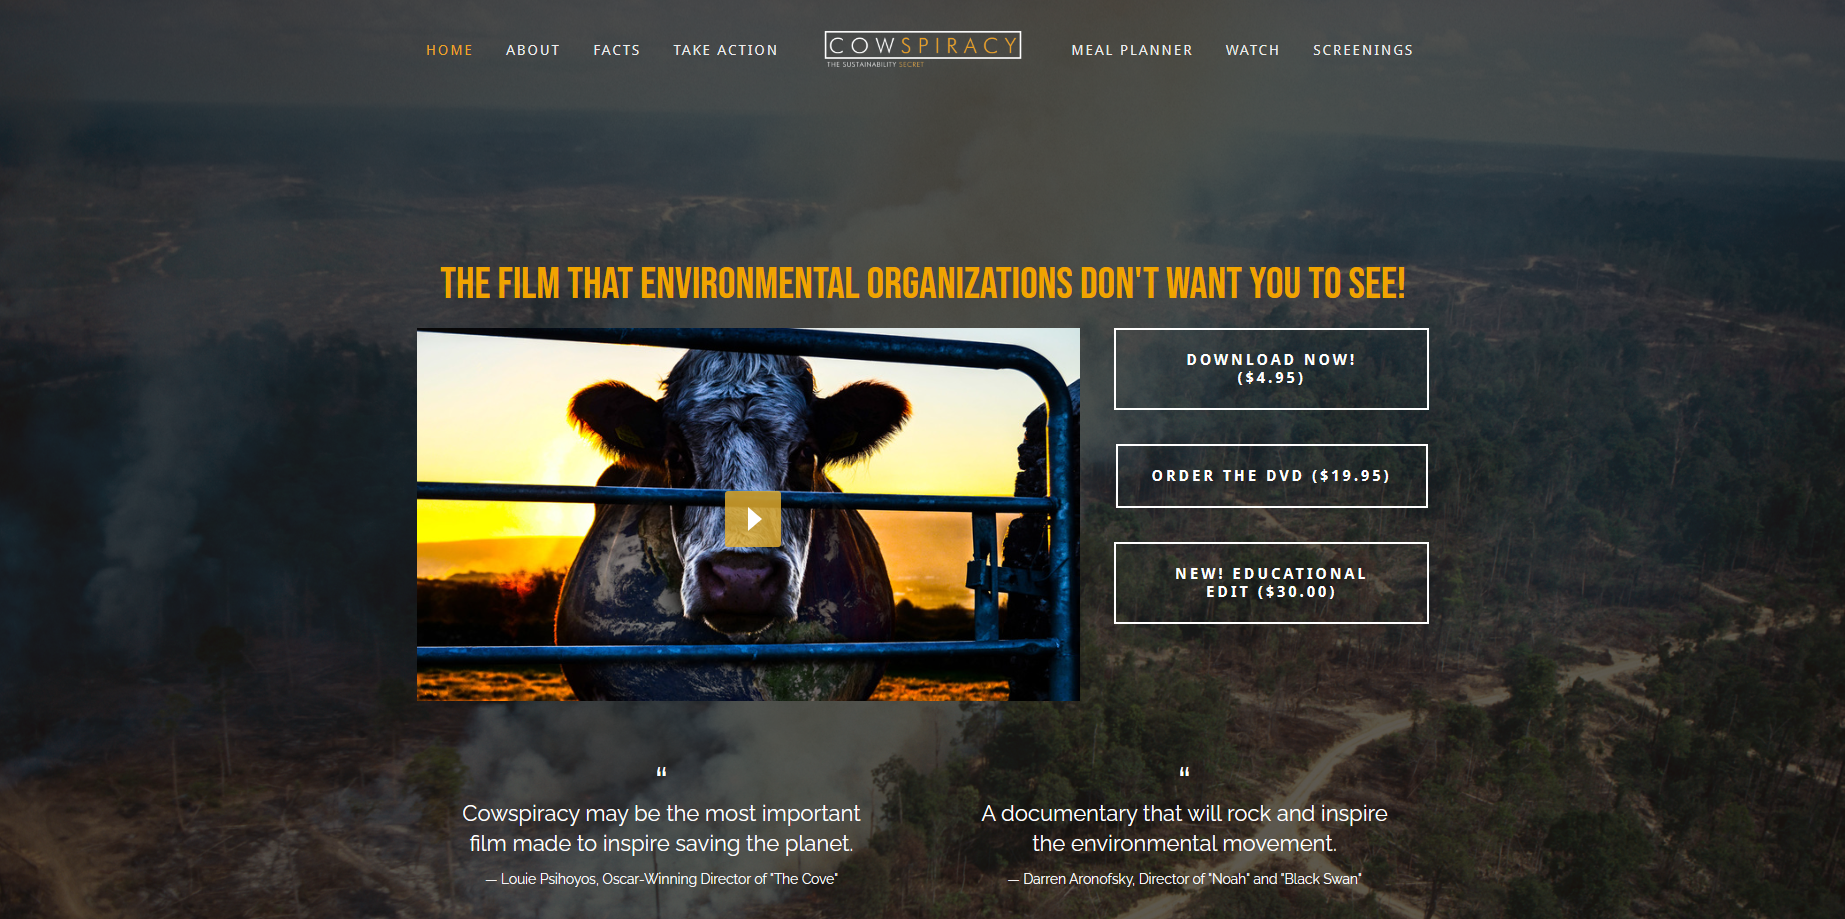 HOME ABOUT FACTS TAKE ACTION COWSPIRACY MEAL PLANNER WATCH SCREENINGS
THE SUSTAINABILITY SECRET
THE FILM THAT ENVIRONMENTAL ORGANIZATIONS DON'T WANT YOU TO SEE!
DOWNLOAD NOW!
($4.95)
ORDER THE DVD ($19.95)
NEW! EDUCATIONAL
EDIT ($30.00)
“
Cowspiracy may be the most important
film made to inspire saving the planet.
— Louie Psihoyos, Oscar-Winning Director of "The Cove"
“
A documentary that will rock and inspire
the environmental movement.
— Darren Aronofsky, Director of "Noah" and "Black Swan"